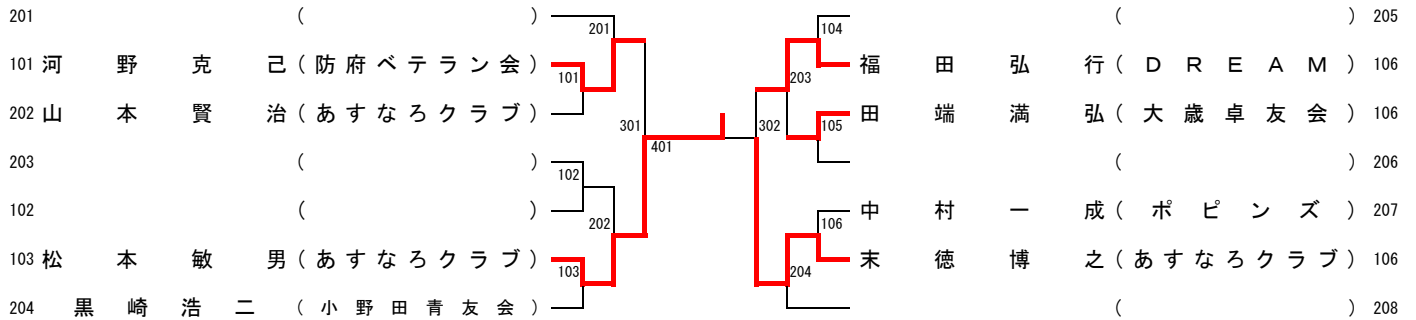 201 ( ) 201 104 ( ) 205
101 河野克己 ( 防府ベテラン会 ) 101 203 福田弘行 ( DREAM ) 106
202 山本賢治 ( あすなろクラブ ) 301 401 302 105 田端満弘 ( 大歳卓友会 ) 106
203 ( ) 102 ( ) 206
102 ( ) 202 106 中村一成 ( ポピンズ ) 207
103 松本敏男 ( あすなろクラブ ) 103 204 末徳博之 ( あすなろクラブ ) 106
204 黒崎浩二 ( 小野田青友会 ) ( ) 208